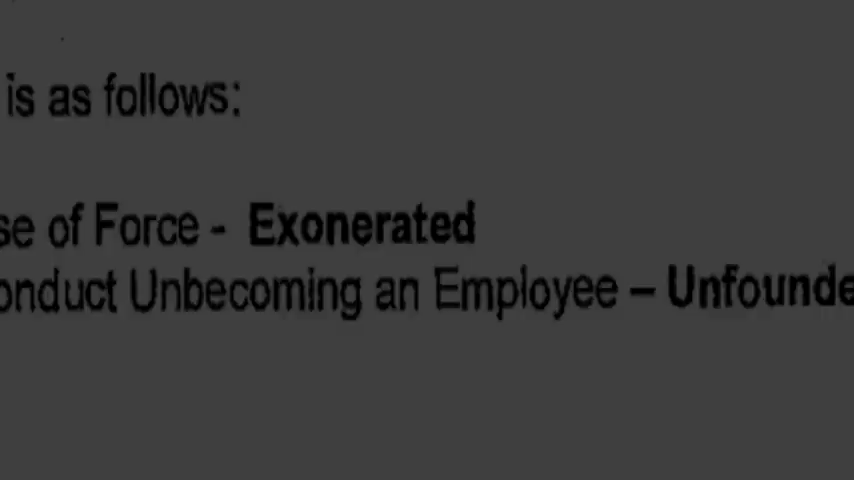 is as follows:
se of Force - Exonerated
onduct Unbecoming an Employee – Unfounde